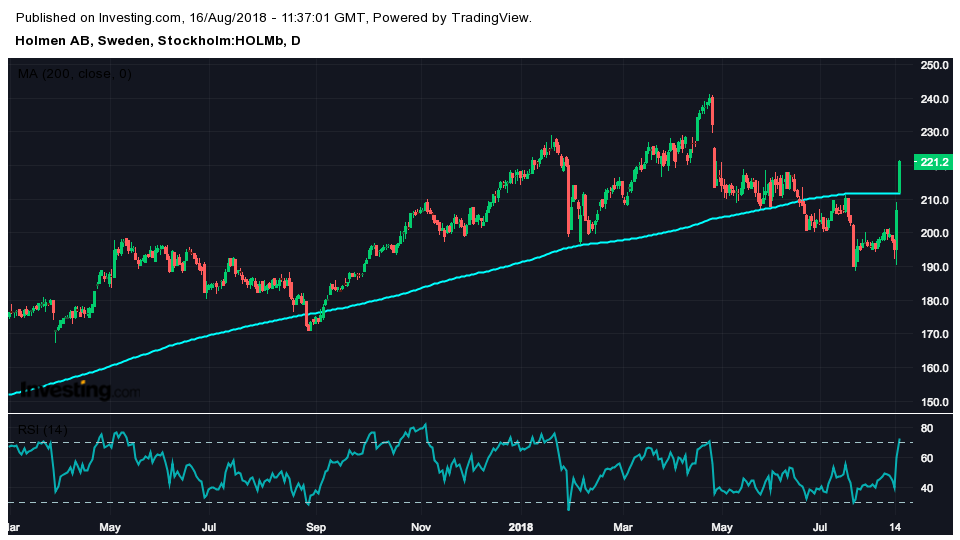 Published on Investing.com, 16/Aug/2018 - 11:37:01 GMT, Powered by TradingView.
Holmen AB, Sweden, Stockholm:HOLMb, D
MA (200, close, 0)
250.0
240.0
230.0
221.2
210.0
200.0
190.0
180.0
170.0
160.0
150.0
Investing.com
RSI (14)
80
60
40
ar May Jul Sep Nov 2018 Mar May Jul 14